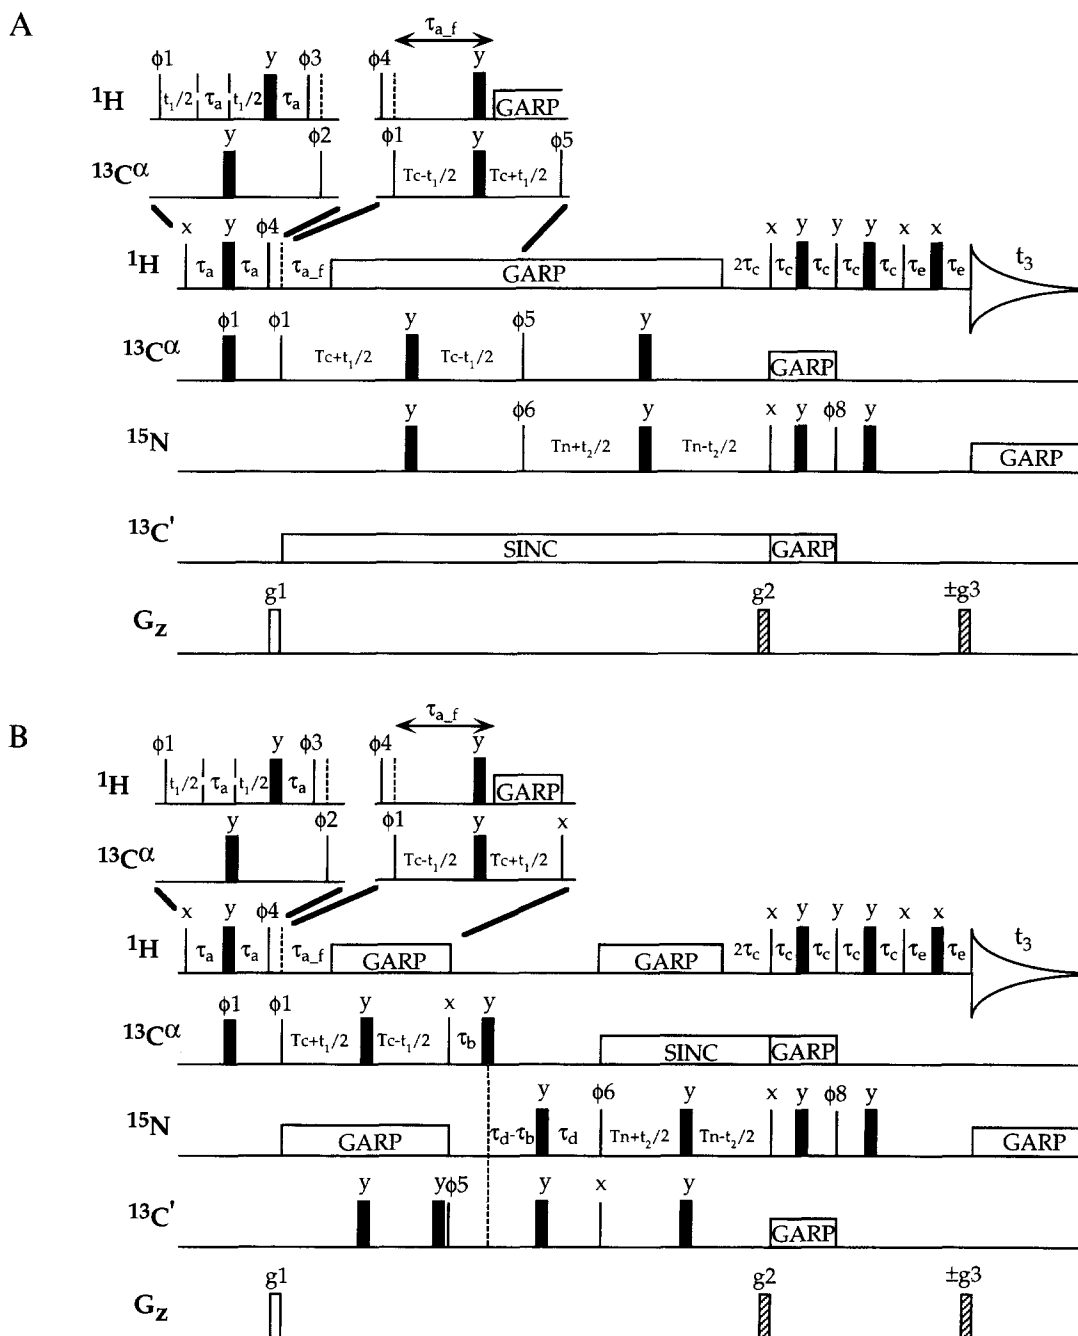 A
τa_f
ϕ1 y ϕ3 ϕ4 y
¹H t₁/2 τa t₁/2 τa GARP
y ϕ2 ϕ1 y ϕ5
¹³Cα Tc-t₁/2 Tc+t₁/2
x y ϕ4 x y y y x x
¹H τa τa τa_f GARP 2τc τc τc τc τc τe τe t₃
ϕ1 ϕ1 y ϕ5 y
¹³Cα Tc+t₁/2 Tc-t₁/2 GARP
y ϕ6 y x y ϕ8 y
¹⁵N Tn+t₂/2 Tn-t₂/2 GARP
¹³C' SINC GARP
g1 g2 ±g3
Gz
B
τa_f
ϕ1 y ϕ3 ϕ4 y
¹H t₁/2 τa t₁/2 τa GARP
y ϕ2 ϕ1 y x
¹³Cα Tc-t₁/2 Tc+t₁/2
x y ϕ4 x y y y x x
¹H τa τa τa_f GARP GARP 2τc τc τc τc τc τe τe t₃
ϕ1 ϕ1 y x y
¹³Cα Tc+t₁/2 Tc-t₁/2 τb SINC GARP
y ϕ6 y x y ϕ8 y
¹⁵N GARP τd-τb τd Tn+t₂/2 Tn-t₂/2 GARP
y y ϕ5 y x y
¹³C' GARP
g1 g2 ±g3
Gz